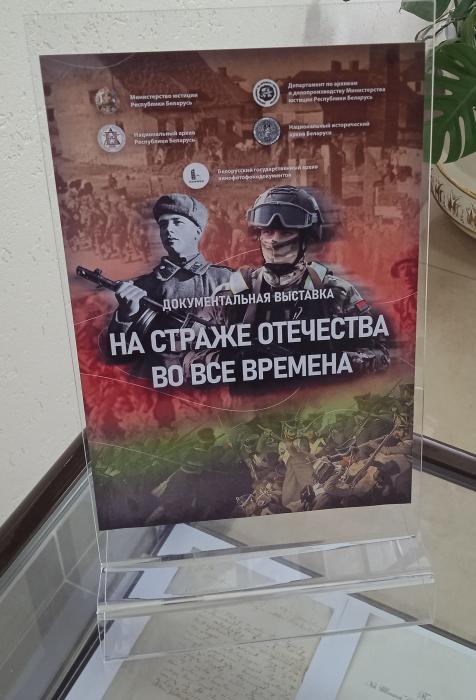 Министерство юстиции
Республики Беларусь
Департамент по архивам
и делопроизводству Министерства
юстиции Республики Беларусь
Национальный архив
Республики Беларусь
Национальный исторический
архив Беларуси
Белорусский государственный архив
кинофотофонодокументов
ДОКУМЕНТАЛЬНАЯ ВЫСТАВКА
НА СТРАЖЕ ОТЕЧЕСТВА
ВО ВСЕ ВРЕМЕНА